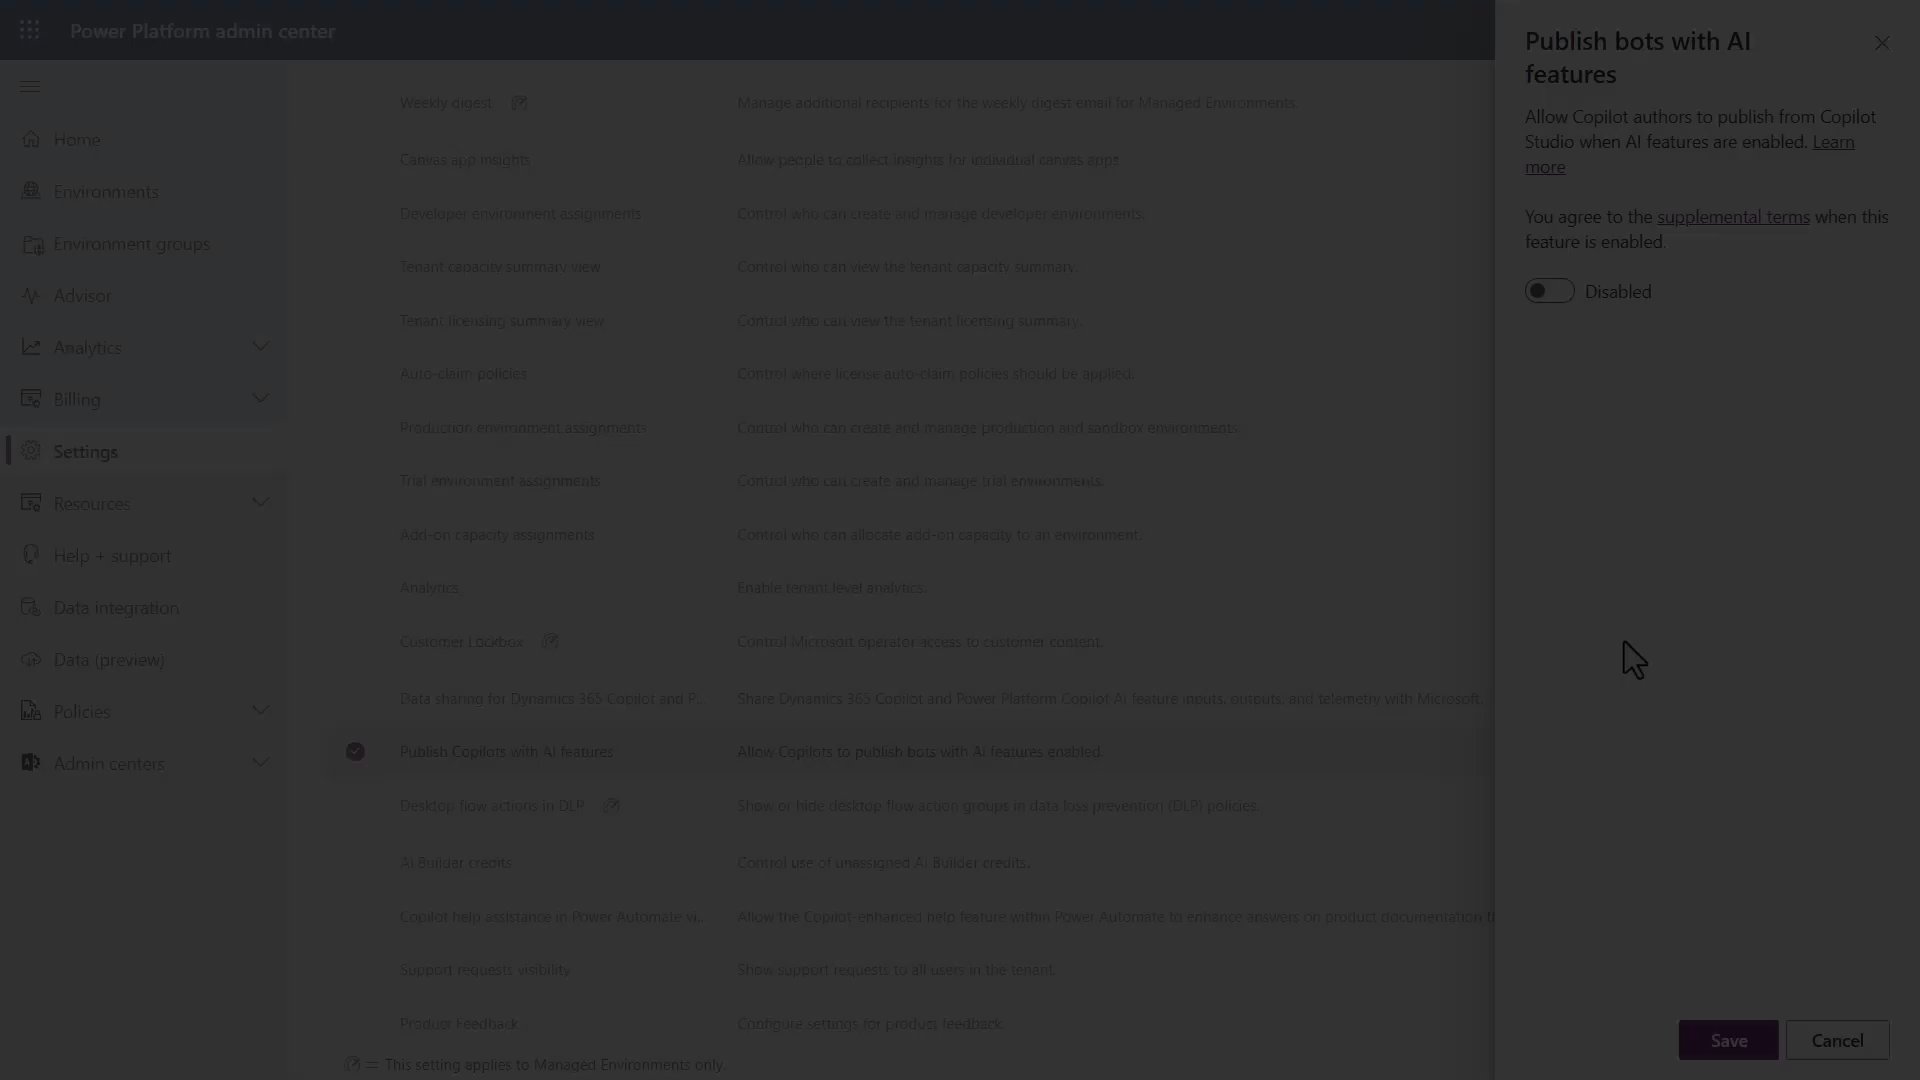 Power Platform admin center
Home
Environments
Environment groups
Advisor
Analytics
Billing
Settings
Resources
Help + support
Data integration
Data (preview)
Policies
Admin centers
Weekly digest Manage additional recipients for the weekly digest email for Managed Environments.
Canvas app insights Allow people to collect insights for individual canvas apps.
Developer environment assignments Control who can create and manage developer environments.
Tenant capacity summary view Control who can view the tenant capacity summary.
Tenant licensing summary view Control who can view the tenant licensing summary.
Auto-claim policies Control where license auto-claim policies should be applied.
Production environment assignments Control who can create and manage production and sandbox environments.
Trial environment assignments Control who can create and manage trial environments.
Add-on capacity assignments Control who can allocate add-on capacity to an environment.
Analytics Enable tenant level analytics.
Customer Lockbox Control Microsoft operator access to customer content.
Data sharing for Dynamics 365 Copilot and P... Share Dynamics 365 Copilot and Power Platform Copilot AI feature inputs, outputs, and telemetry with Microsoft.
Publish Copilots with AI features Allow Copilots to publish bots with AI features enabled.
Desktop flow actions in DLP Show or hide desktop flow action groups in data loss prevention (DLP) policies.
AI Builder credits Control use of unassigned AI Builder credits.
Copilot help assistance in Power Automate vi... Allow the Copilot-enhanced help feature within Power Automate to enhance answers on product documentation
Support requests visibility Show support requests to all users in the tenant.
Product Feedback Configure settings for product feedback.
= This setting applies to Managed Environments only.
Publish bots with AI
features
Allow Copilot authors to publish from Copilot
Studio when AI features are enabled. Learn
more
You agree to the supplemental terms when this
feature is enabled.
Disabled
Save Cancel